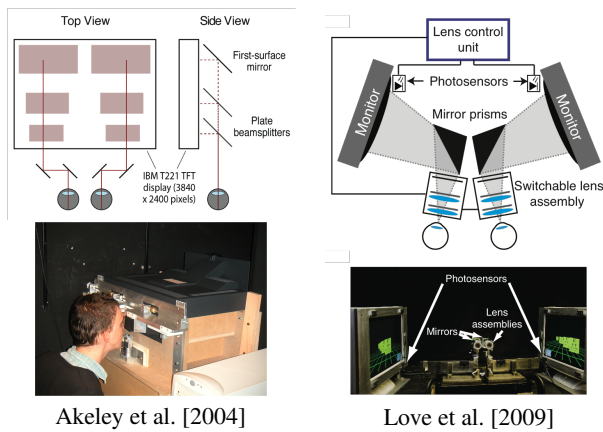 Top View
Side View
First-surface
mirror
Plate
beamsplitters
IBM T221 TFT
display (3840
x 2400 pixels)
Akeley et al. [2004]
Lens control
unit
Photosensors
Monitor
Monitor
Mirror prisms
Switchable lens
assembly
Photosensors
Lens
assemblies
Mirrors
Love et al. [2009]